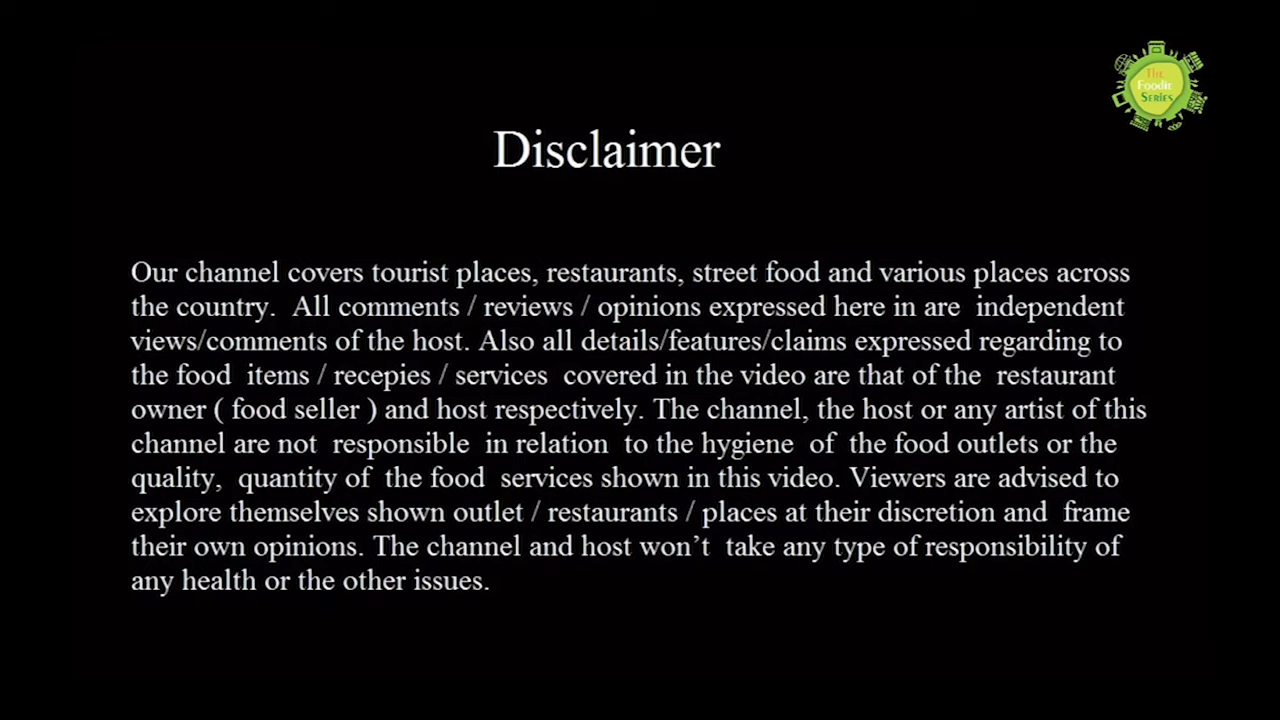 The
Foodie
Series
Disclaimer
Our channel covers tourist places, restaurants, street food and various places across
the country.  All comments / reviews / opinions expressed here in are  independent
views/comments of the host. Also all details/features/claims expressed regarding to
the food  items / recepies / services  covered in the video are that of the  restaurant
owner ( food seller ) and host respectively. The channel, the host or any artist of this
channel are not  responsible  in relation  to the hygiene  of  the food outlets or the
quality,  quantity of  the food  services shown in this video. Viewers are advised to
explore themselves shown outlet / restaurants / places at their discretion and  frame
their own opinions. The channel and host won’t  take any type of responsibility of
any health or the other issues.